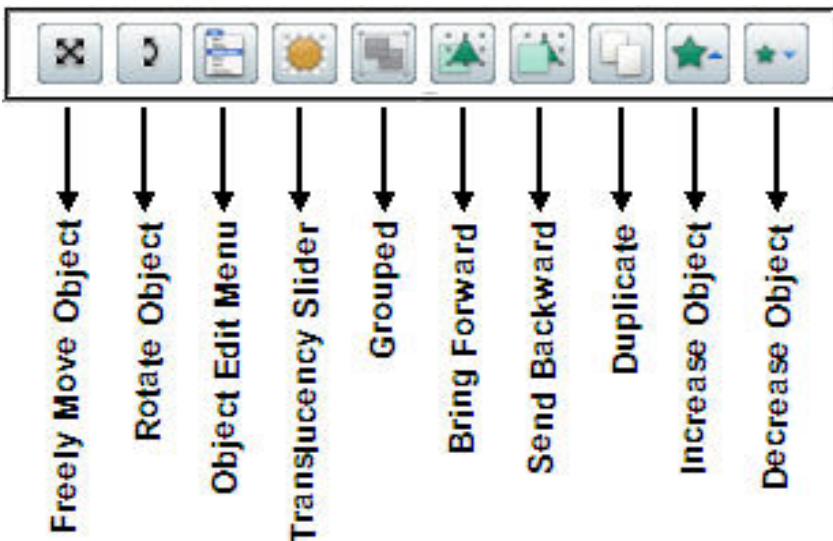 Freely Move Object
Rotate Object
Object Edit Menu
Translucency Slider
Grouped
Bring Forward
Send Backward
Duplicate
Increase Object
Decrease Object